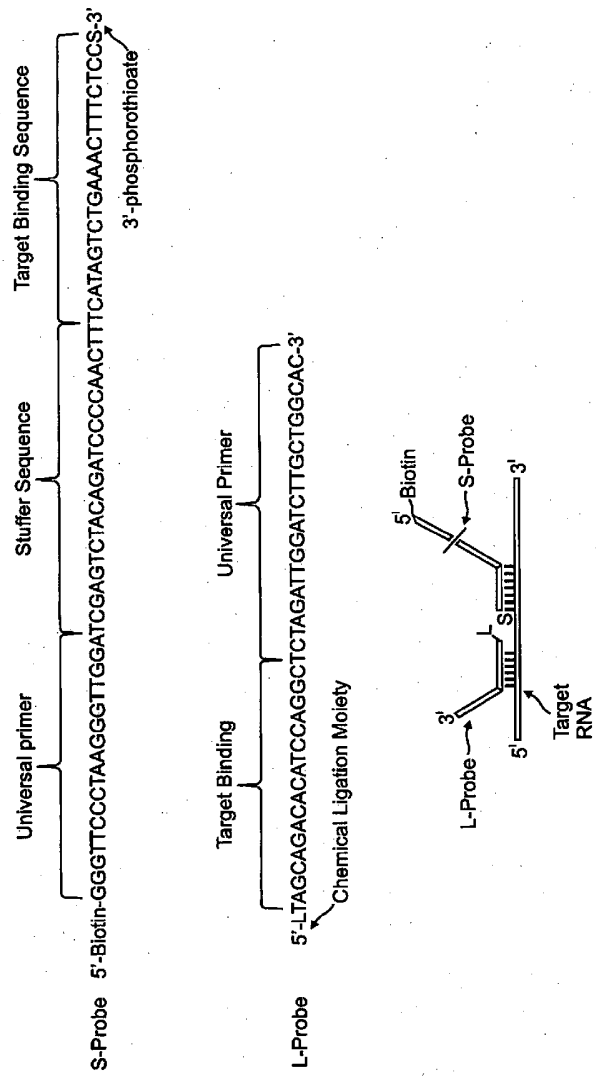 Universal primer
Stuffer Sequence
Target Binding Sequence
S-Probe 5'-Biotin-GGGTTCCCTAAGGGTTGGATCGAGTCTACAGATCCCCAACTTTCATAGTCTGAAACTTTCTCCS-3'
3'-phosphorothioate
Target Binding
Universal Primer
L-Probe 5'-LTAGCAGACACATCCAGGCTCTAGATTGGATCTTGCTGGCAC-3'
Chemical Ligation Moiety
5' Biotin
S-Probe
L
S
3'
L-Probe
5'
3'
Target
RNA